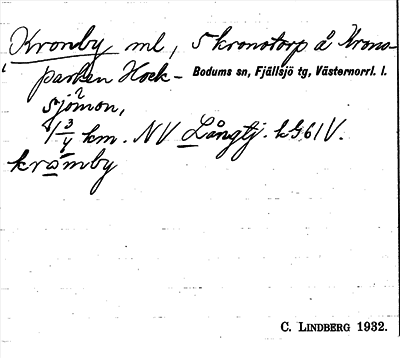 Kronby ml, 5 kronotorp å Krono-
parken Hock-
Bodums sn, Fjällsjö tg, Västernorrl. l.
sjömon,
1 3/4 km. NV Långtj. k
kråmby
C. LINDBERG 1932.